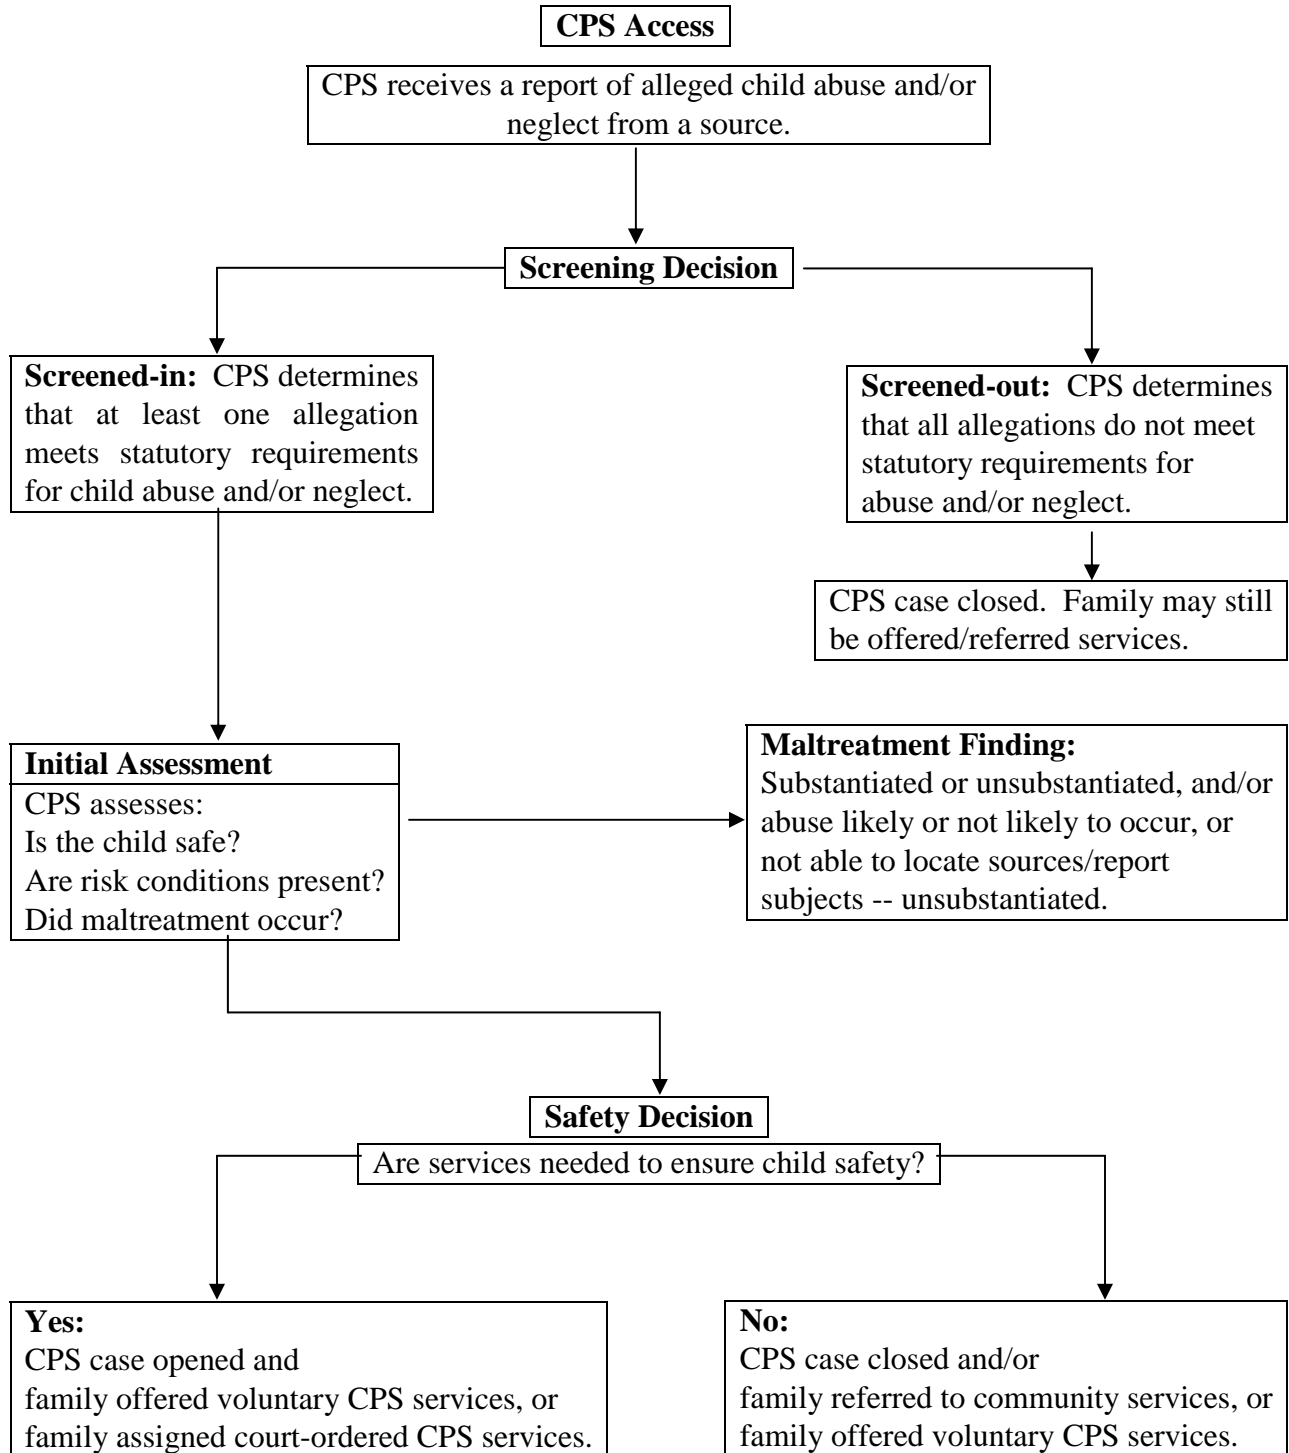 CPS Access
CPS receives a report of alleged child abuse and/or
neglect from a source.
Screening Decision
Screened-in: CPS determines
that at least one allegation
meets statutory requirements
for child abuse and/or neglect.
Screened-out: CPS determines
that all allegations do not meet
statutory requirements for
abuse and/or neglect.
CPS case closed. Family may still
be offered/referred services.
Initial Assessment
CPS assesses:
Is the child safe?
Are risk conditions present?
Did maltreatment occur?
Maltreatment Finding:
Substantiated or unsubstantiated, and/or
abuse likely or not likely to occur, or
not able to locate sources/report
subjects -- unsubstantiated.
Safety Decision
Are services needed to ensure child safety?
Yes:
CPS case opened and
family offered voluntary CPS services, or
family assigned court-ordered CPS services.
No:
CPS case closed and/or
family referred to community services, or
family offered voluntary CPS services.